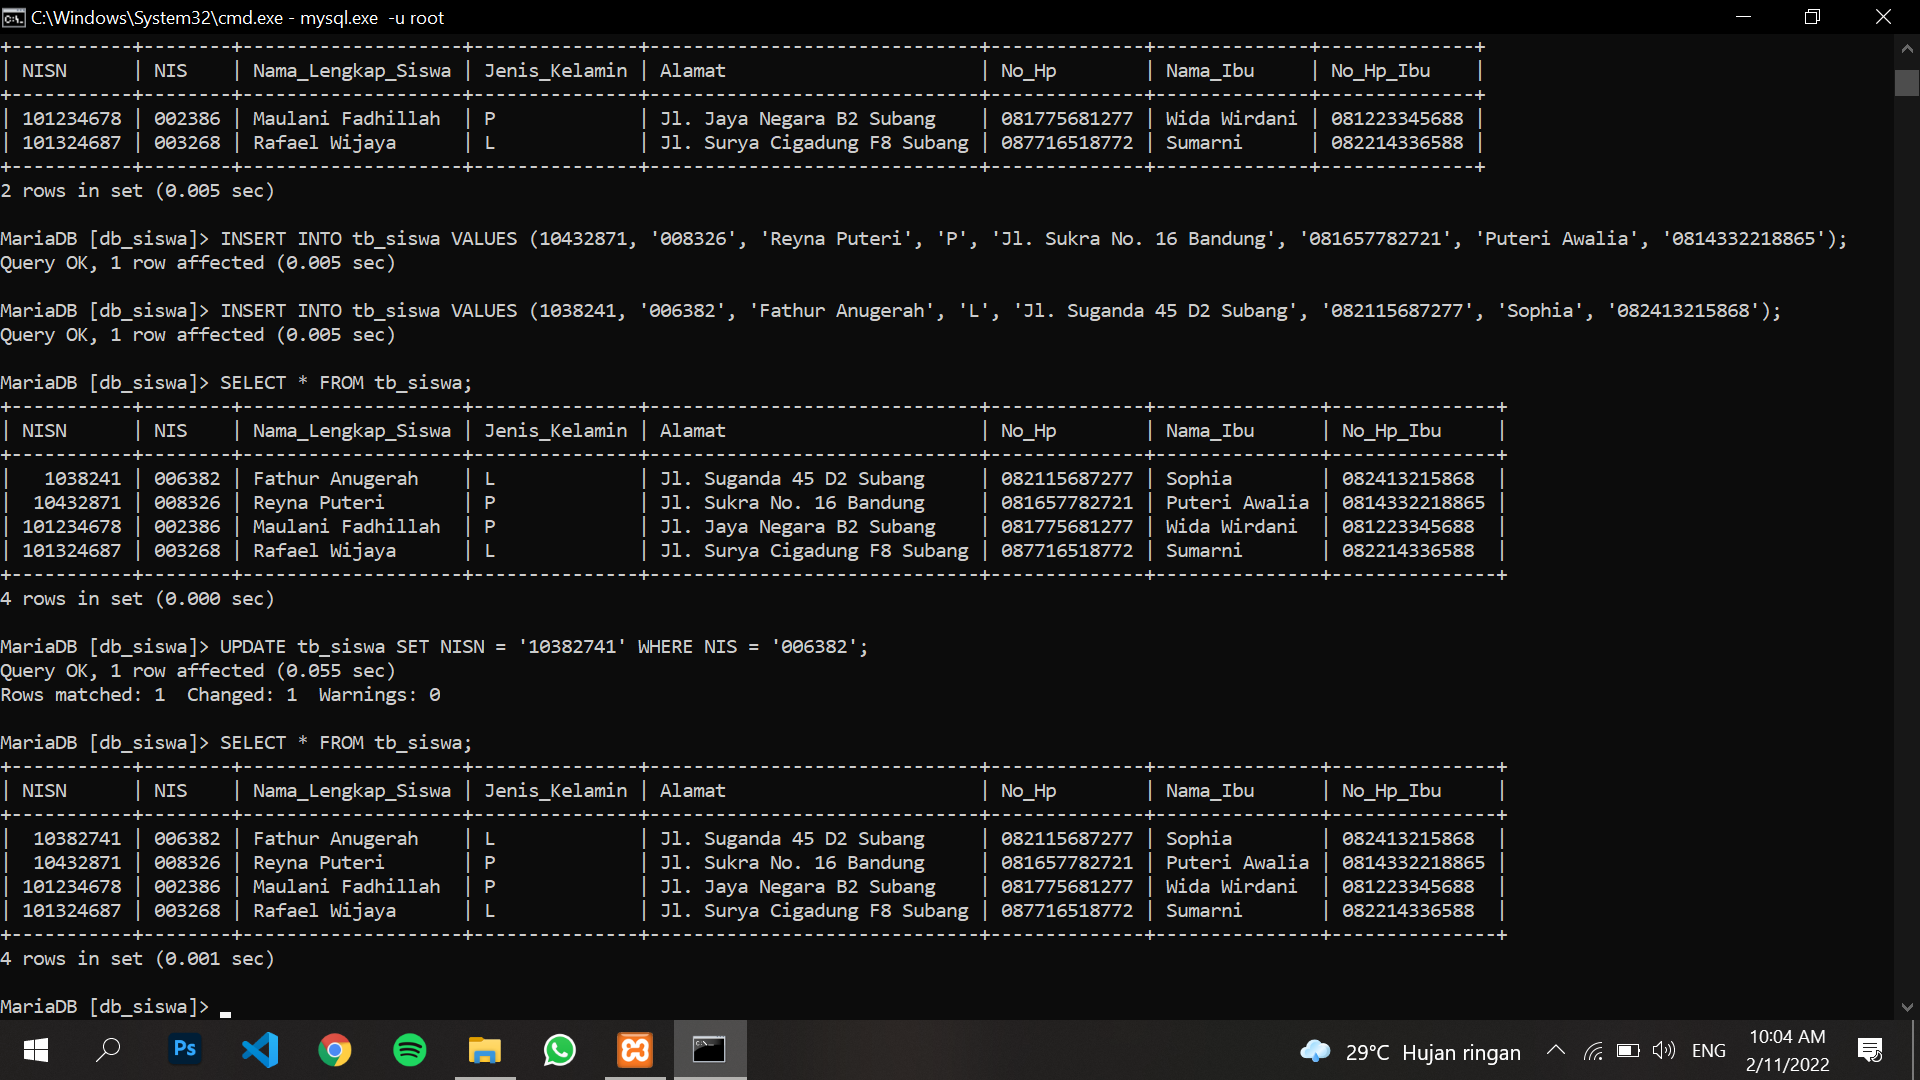 C:\Windows\System32\cmd.exe - mysql.exe  -u root
+-----------+--------+--------------------+---------------+------------------------------+--------------+---------------+--------------+
| NISN      | NIS    | Nama_Lengkap_Siswa | Jenis_Kelamin | Alamat                       | No_Hp        | Nama_Ibu     | No_Hp_Ibu    |
+-----------+--------+--------------------+---------------+------------------------------+--------------+--------------+--------------+
| 101234678 | 002386 | Maulani Fadhillah  | P             | Jl. Jaya Negara B2 Subang    | 081775681277 | Wida Wirdani | 081223345688 |
| 101324687 | 003268 | Rafael Wijaya      | L             | Jl. Surya Cigadung F8 Subang | 087716518772 | Sumarni      | 082214336588 |
+-----------+--------+--------------------+---------------+------------------------------+--------------+--------------+--------------+
2 rows in set (0.005 sec)
MariaDB [db_siswa]> INSERT INTO tb_siswa VALUES (10432871, '008326', 'Reyna Puteri', 'P', 'Jl. Sukra No. 16 Bandung', '081657782721', 'Puteri Awalia', '0814332218865');
Query OK, 1 row affected (0.005 sec)
MariaDB [db_siswa]> INSERT INTO tb_siswa VALUES (1038241, '006382', 'Fathur Anugerah', 'L', 'Jl. Suganda 45 D2 Subang', '082115687277', 'Sophia', '082413215868');
Query OK, 1 row affected (0.005 sec)
MariaDB [db_siswa]> SELECT * FROM tb_siswa;
+-----------+--------+--------------------+---------------+------------------------------+--------------+---------------+---------------+
| NISN      | NIS    | Nama_Lengkap_Siswa | Jenis_Kelamin | Alamat                       | No_Hp        | Nama_Ibu      | No_Hp_Ibu     |
+-----------+--------+--------------------+---------------+------------------------------+--------------+---------------+---------------+
|   1038241 | 006382 | Fathur Anugerah    | L             | Jl. Suganda 45 D2 Subang     | 082115687277 | Sophia        | 082413215868  |
|  10432871 | 008326 | Reyna Puteri       | P             | Jl. Sukra No. 16 Bandung     | 081657782721 | Puteri Awalia | 0814332218865 |
| 101234678 | 002386 | Maulani Fadhillah  | P             | Jl. Jaya Negara B2 Subang    | 081775681277 | Wida Wirdani  | 081223345688  |
| 101324687 | 003268 | Rafael Wijaya      | L             | Jl. Surya Cigadung F8 Subang | 087716518772 | Sumarni       | 082214336588  |
+-----------+--------+--------------------+---------------+------------------------------+--------------+---------------+---------------+
4 rows in set (0.000 sec)
MariaDB [db_siswa]> UPDATE tb_siswa SET NISN = '10382741' WHERE NIS = '006382';
Query OK, 1 row affected (0.055 sec)
Rows matched: 1  Changed: 1  Warnings: 0
MariaDB [db_siswa]> SELECT * FROM tb_siswa;
+-----------+--------+--------------------+---------------+------------------------------+--------------+---------------+---------------+
| NISN      | NIS    | Nama_Lengkap_Siswa | Jenis_Kelamin | Alamat                       | No_Hp        | Nama_Ibu      | No_Hp_Ibu     |
+-----------+--------+--------------------+---------------+------------------------------+--------------+---------------+---------------+
|  10382741 | 006382 | Fathur Anugerah    | L             | Jl. Suganda 45 D2 Subang     | 082115687277 | Sophia        | 082413215868  |
|  10432871 | 008326 | Reyna Puteri       | P             | Jl. Sukra No. 16 Bandung     | 081657782721 | Puteri Awalia | 0814332218865 |
| 101234678 | 002386 | Maulani Fadhillah  | P             | Jl. Jaya Negara B2 Subang    | 081775681277 | Wida Wirdani  | 081223345688  |
| 101324687 | 003268 | Rafael Wijaya      | L             | Jl. Surya Cigadung F8 Subang | 087716518772 | Sumarni       | 082214336588  |
+-----------+--------+--------------------+---------------+------------------------------+--------------+---------------+---------------+
4 rows in set (0.001 sec)
MariaDB [db_siswa]>
Ps
29°C  Hujan ringan
ENG
10:04 AM
2/11/2022